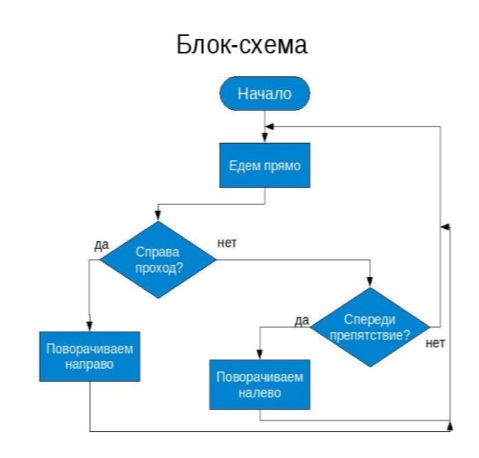 Блок-схема
Начало
Едем прямо
да
Справа
проход?
нет
да
Спереди
препятствие?
нет
Поворачиваем
направо
Поворачиваем
налево